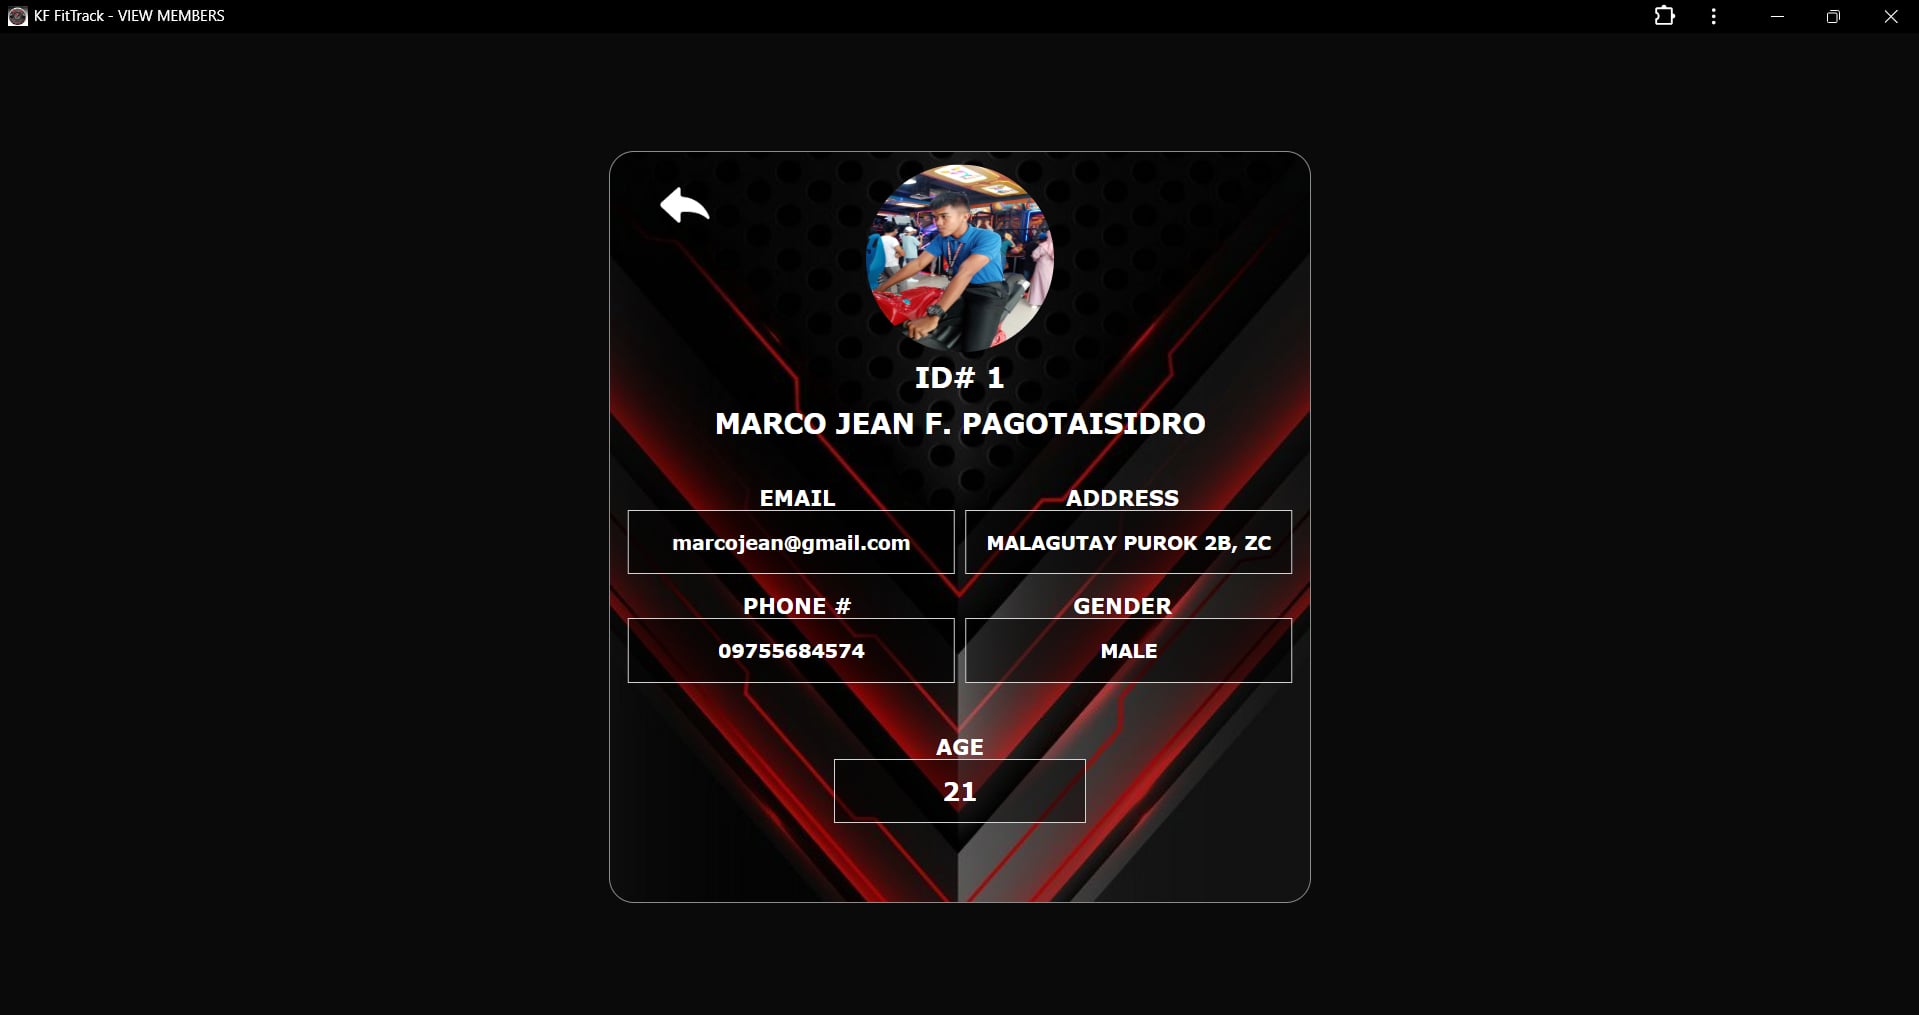 KF FitTrack - VIEW MEMBERS
ID# 1
MARCO JEAN F. PAGOTAISIDRO
EMAIL
ADDRESS
marcojean@gmail.com
MALAGUTAY PUROK 2B, ZC
PHONE #
GENDER
09755684574
MALE
AGE
21